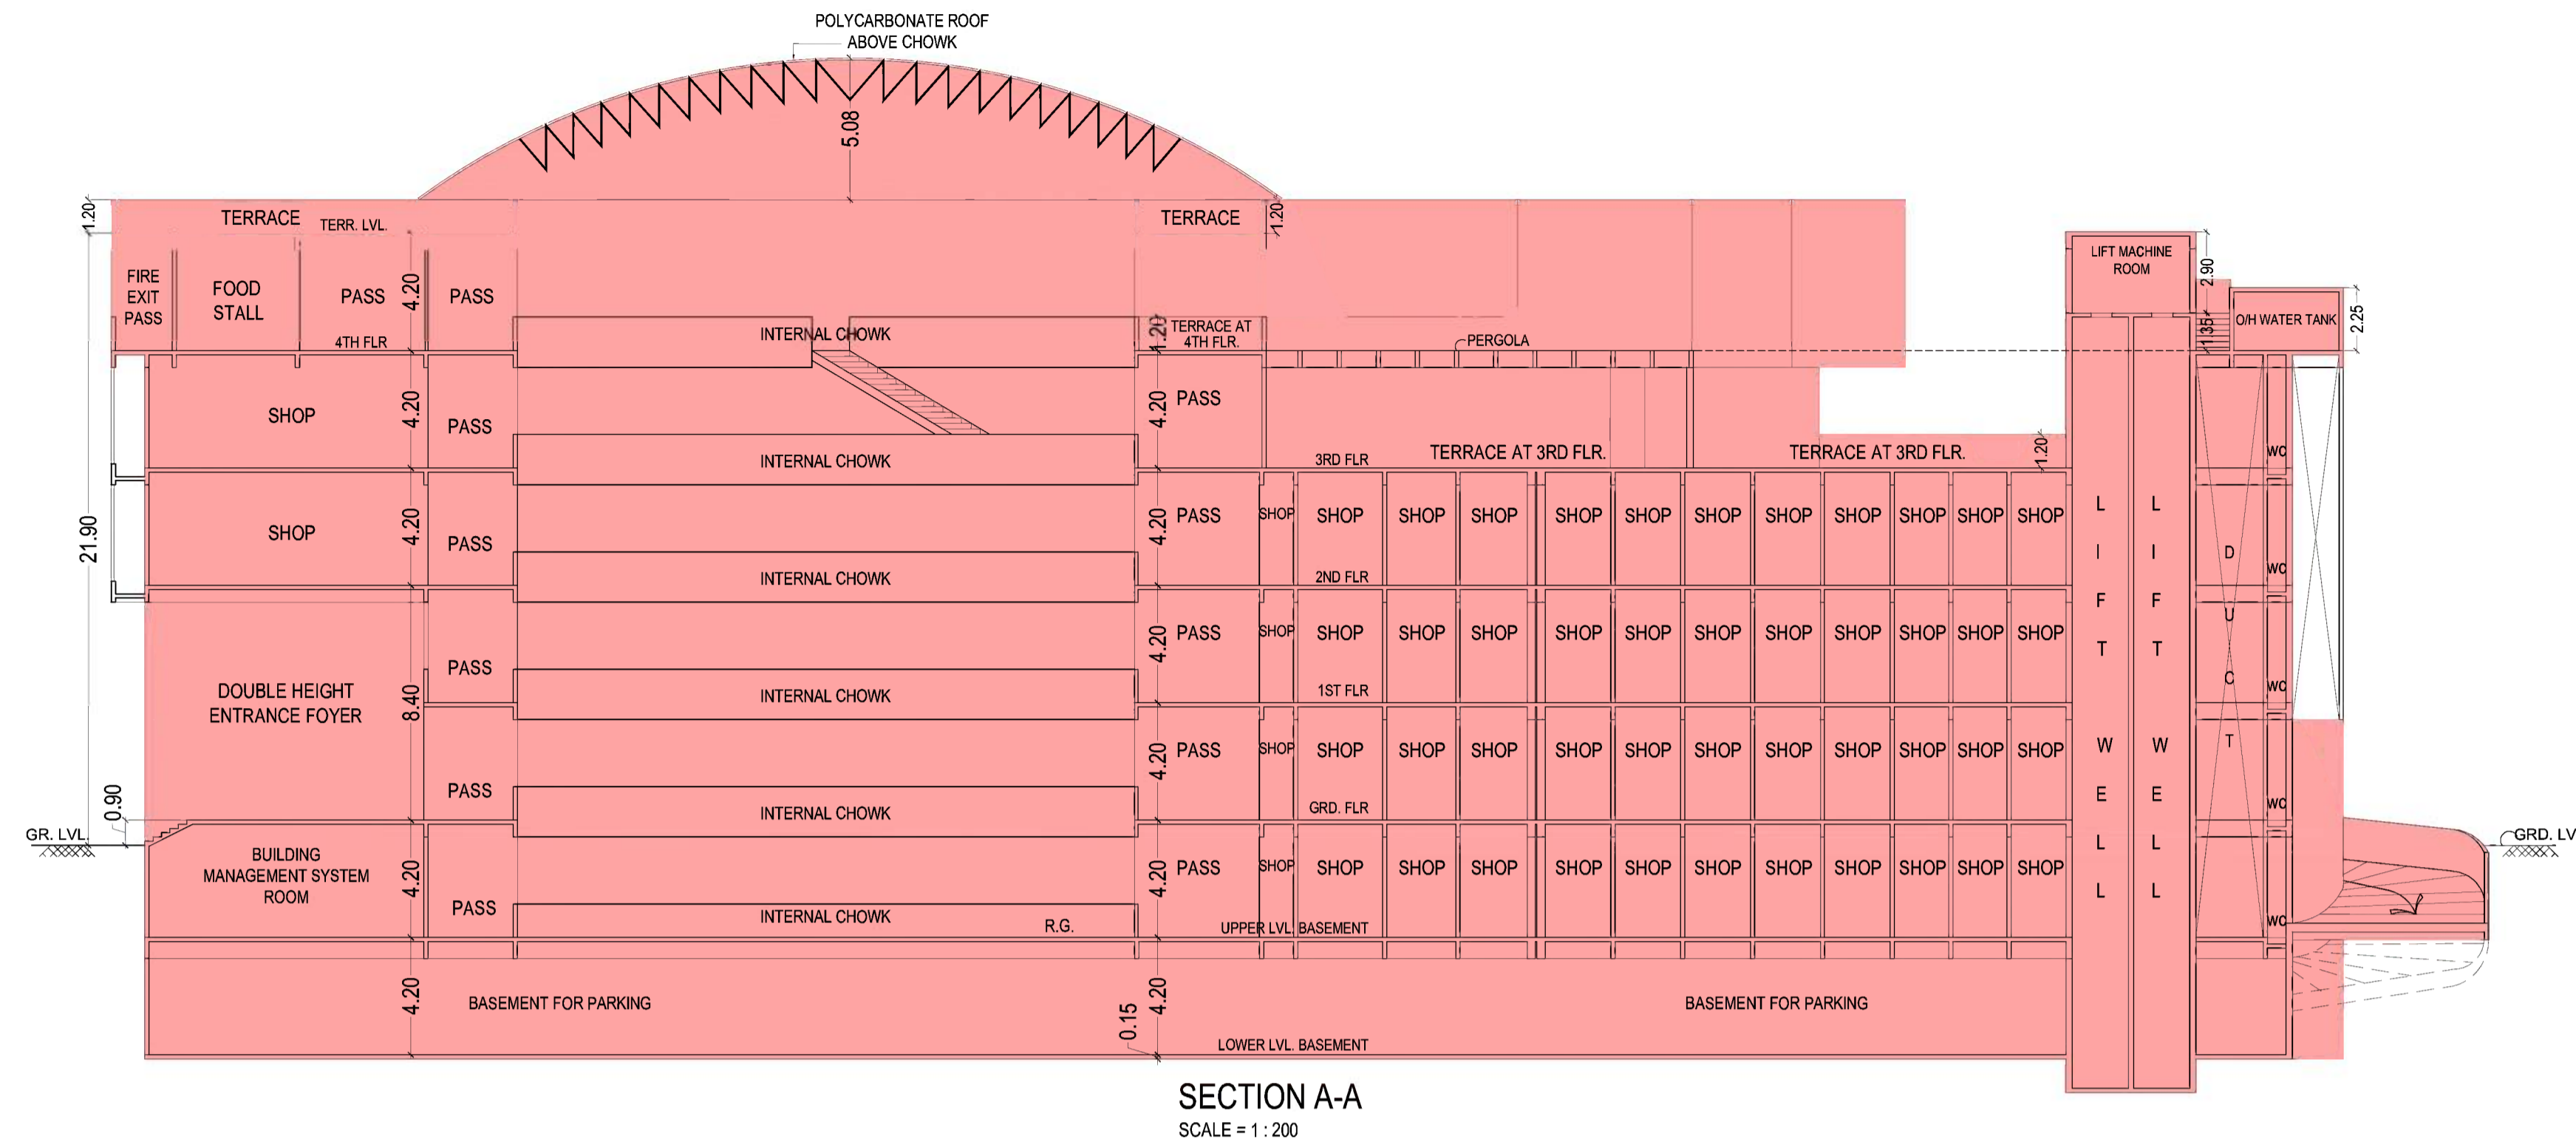 POLYCARBONATE ROOF
ABOVE CHOWK
5.08
1.20
TERRACE
TERR. LVL.
TERRACE
1.20
FIRE
EXIT
PASS
FOOD
STALL
PASS
4.20
PASS
4TH FLR
INTERNAL CHOWK
1.20
TERRACE AT
4TH FLR.
PERGOLA
LIFT MACHINE
ROOM
2.90
1.35
O/H WATER TANK
2.25
SHOP
4.20
PASS
INTERNAL CHOWK
4.20
PASS
3RD FLR
TERRACE AT 3RD FLR.
TERRACE AT 3RD FLR.
1.20
WC
21.90
SHOP
4.20
PASS
INTERNAL CHOWK
4.20
PASS
SHOP
SHOP
SHOP
SHOP
SHOP
SHOP
SHOP
SHOP
SHOP
SHOP
SHOP
SHOP
2ND FLR
WC
LIFT WELL
LIFT WELL
DUCT
DOUBLE HEIGHT
ENTRANCE FOYER
8.40
PASS
INTERNAL CHOWK
4.20
PASS
SHOP
SHOP
SHOP
SHOP
SHOP
SHOP
SHOP
SHOP
SHOP
SHOP
SHOP
SHOP
1ST FLR
WC
PASS
INTERNAL CHOWK
4.20
PASS
SHOP
SHOP
SHOP
SHOP
SHOP
SHOP
SHOP
SHOP
SHOP
SHOP
SHOP
SHOP
GRD. FLR
WC
0.90
GR. LVL.
GRD. LV
BUILDING
MANAGEMENT SYSTEM
ROOM
4.20
PASS
INTERNAL CHOWK
R.G.
4.20
PASS
SHOP
SHOP
SHOP
SHOP
SHOP
SHOP
SHOP
SHOP
SHOP
SHOP
SHOP
SHOP
UPPER LVL. BASEMENT
WC
4.20
BASEMENT FOR PARKING
0.15
4.20
BASEMENT FOR PARKING
LOWER LVL. BASEMENT
SECTION A-A
SCALE = 1 : 200